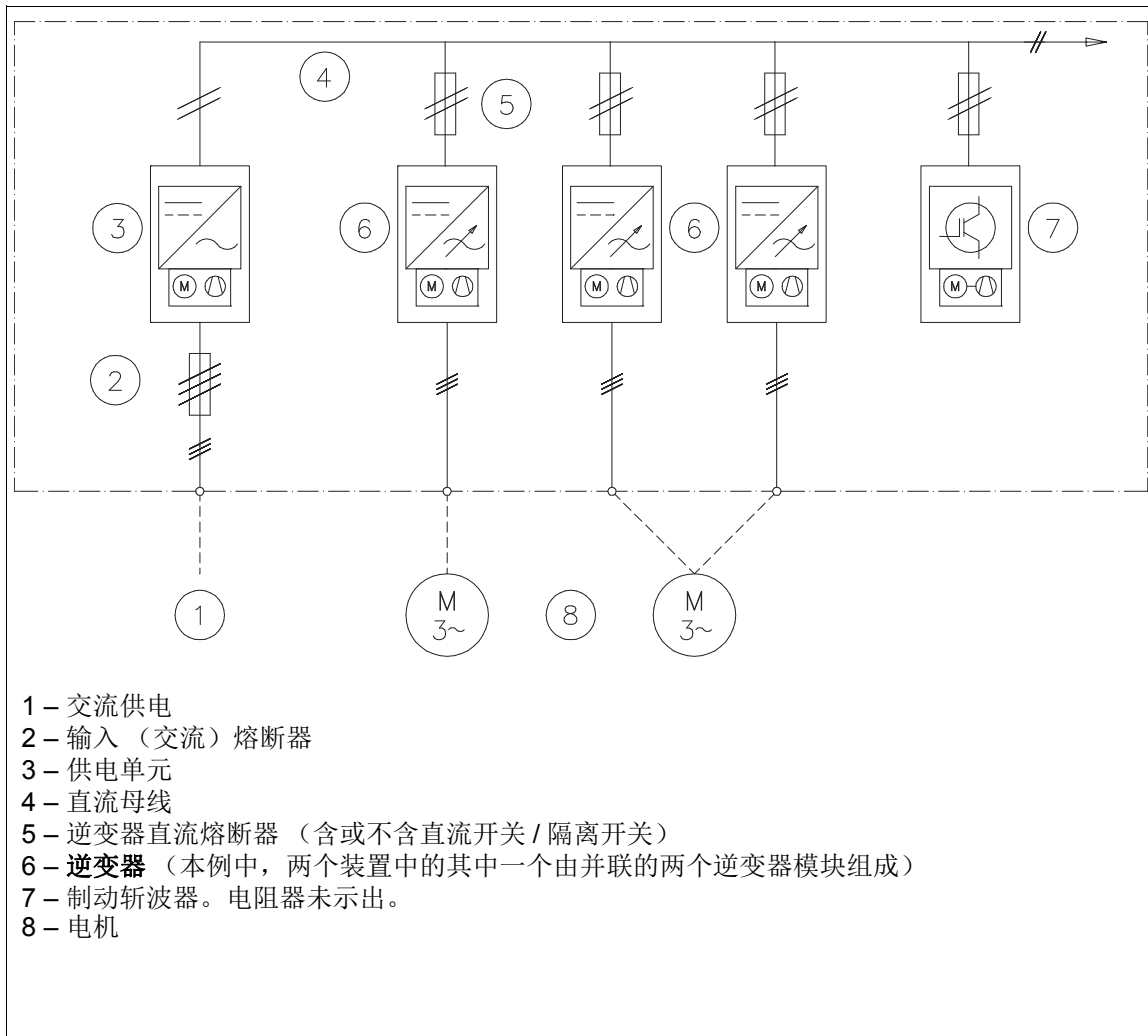 4
5
3
6
6
7
M
M
M
M
M
2
1
M
3~
8
M
3~
1 – 交流供电
2 – 输入 （交流）熔断器
3 – 供电单元
4 – 直流母线
5 – 逆变器直流熔断器 （含或不含直流开关 / 隔离开关）
6 – 逆变器 （本例中，两个装置中的其中一个由并联的两个逆变器模块组成）
7 – 制动斩波器。电阻器未示出。
8 – 电机